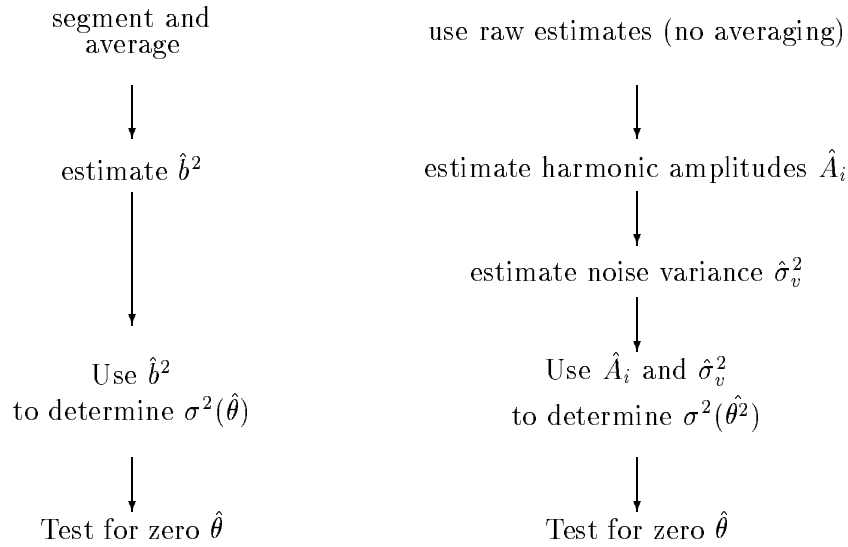 segment and
average
estimate b̂²
Use b̂²
to determine σ²(θ̂)
Test for zero θ̂
use raw estimates (no averaging)
estimate harmonic amplitudes Âᵢ
estimate noise variance σ̂ᵥ²
Use Âᵢ and σ̂ᵥ²
to determine σ²(θ̂²)
Test for zero θ̂